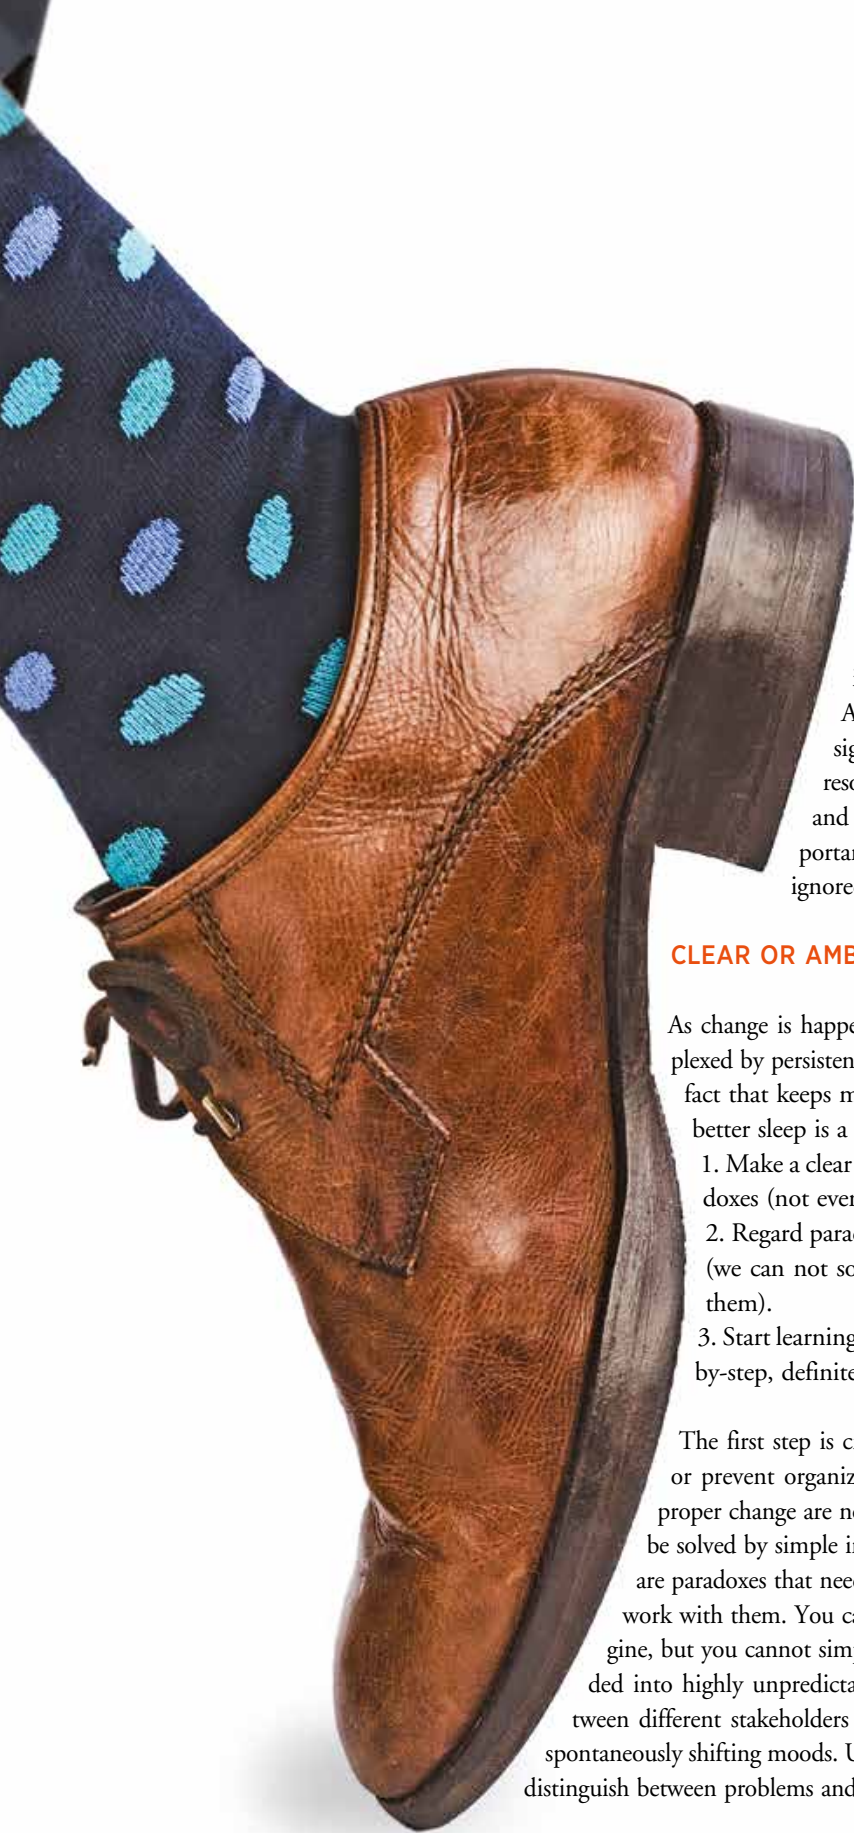 A
sig
reso
and
portar
ignore
CLEAR OR AMB
As change is happe
plexed by persisten
fact that keeps m
better sleep is a
1. Make a clear
doxes (not ever
2. Regard para
(we can not so
them).
3. Start learning
by-step, definite
The first step is c
or prevent organiz
proper change are n
be solved by simple i
are paradoxes that nee
work with them. You ca
gine, but you cannot sim
ded into highly unpredicta
tween different stakeholders
spontaneously shifting moods. U
distinguish between problems and